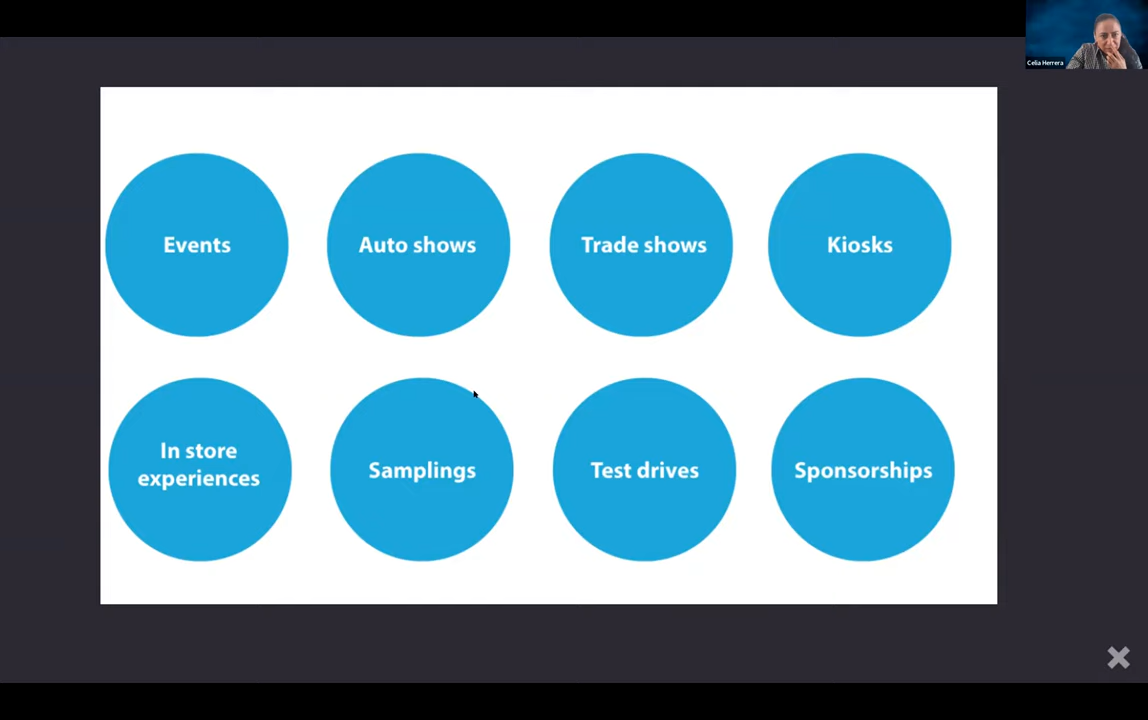 Celia Herrera
Events
Auto shows
Trade shows
Kiosks
In store
experiences
Samplings
Test drives
Sponsorships